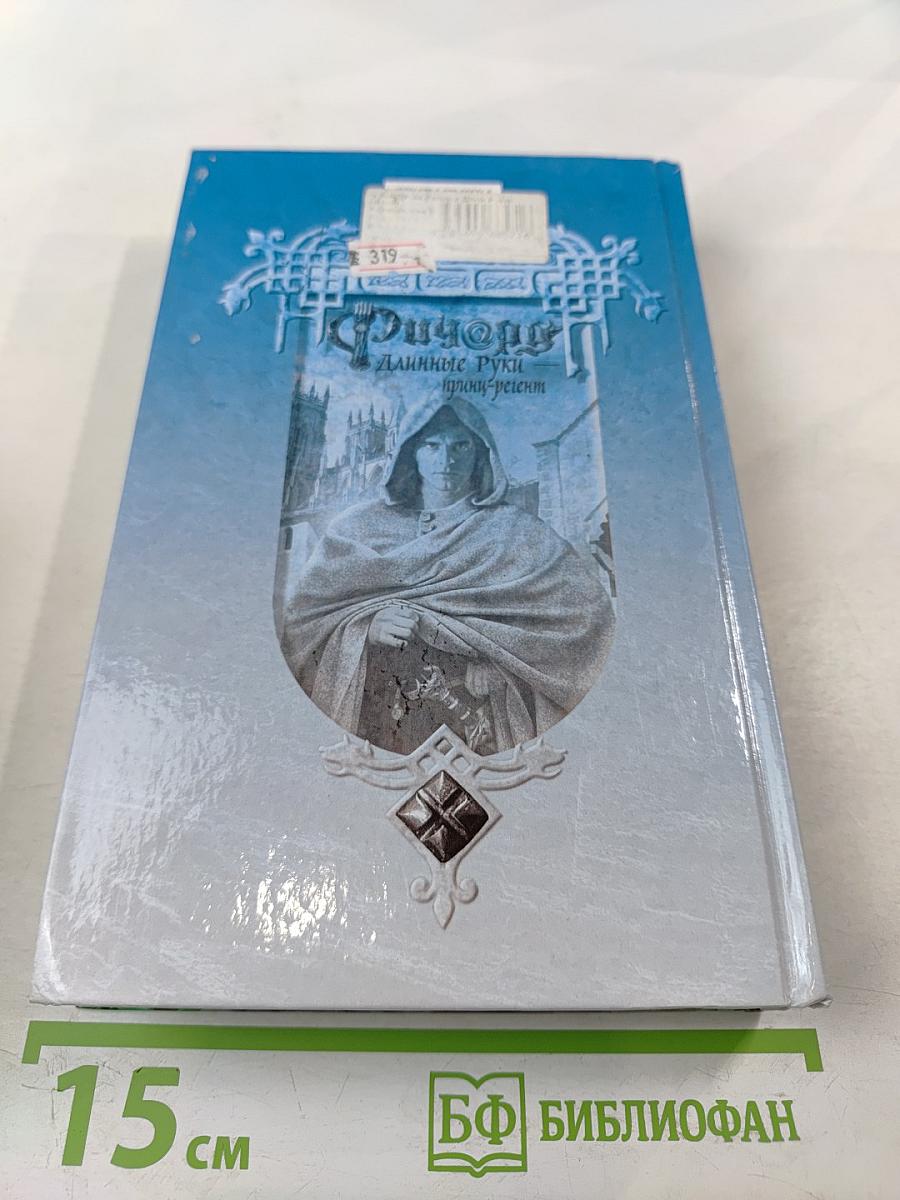 319
Ричард
Длинные Руки —
принц-регент
15 см
БФ БИБЛИОФАН